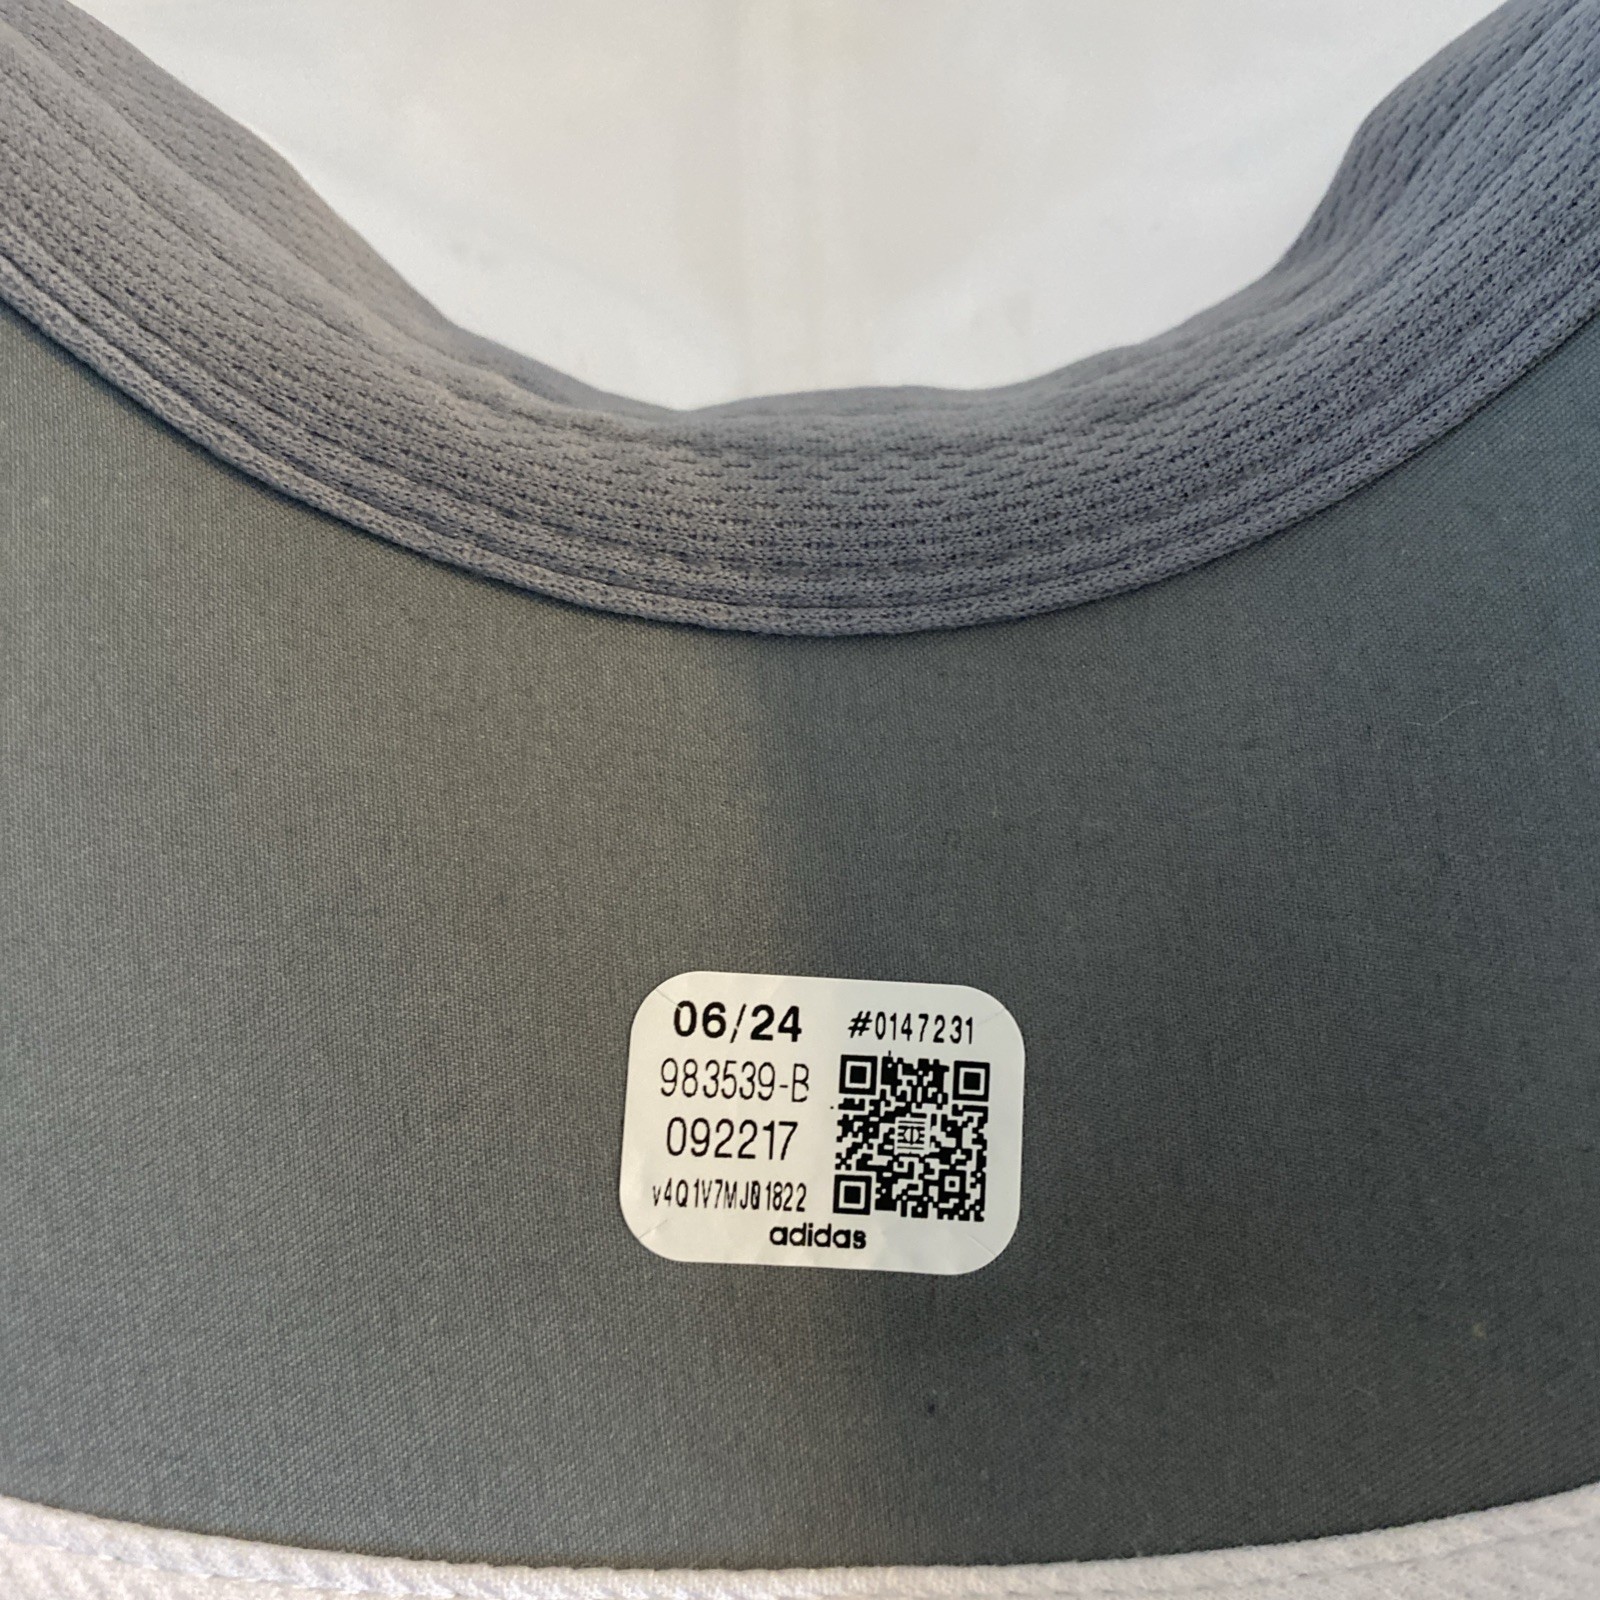 06/24 #0147231
983539-B
092217
v4Q1V7MJ01822
adidas